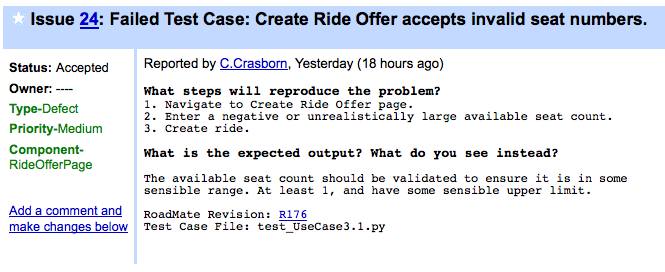 Issue 24: Failed Test Case: Create Ride Offer accepts invalid seat numbers.
Status: Accepted
Owner: ----
Type-Defect
Priority-Medium
Component-
RideOfferPage
Add a comment and
make changes below
Reported by C.Crasborn, Yesterday (18 hours ago)
What steps will reproduce the problem?
1. Navigate to Create Ride Offer page.
2. Enter a negative or unrealistically large available seat count.
3. Create ride.
What is the expected output? What do you see instead?
The available seat count should be validated to ensure it is in some
sensible range. At least 1, and have some sensible upper limit.
RoadMate Revision: R176
Test Case File: test_UseCase3.1.py